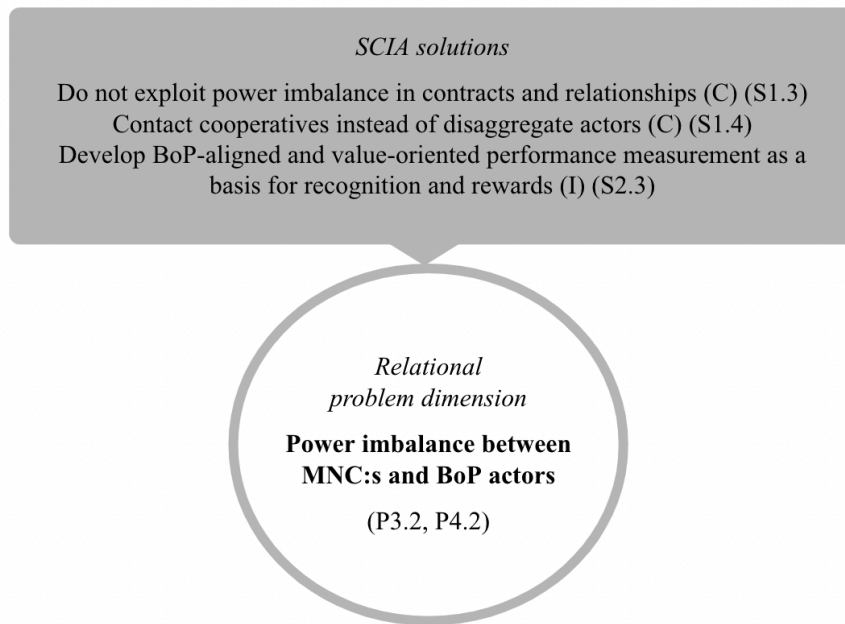 SCIA solutions
Do not exploit power imbalance in contracts and relationships (C) (S1.3)
Contact cooperatives instead of disaggregate actors (C) (S1.4)
Develop BoP-aligned and value-oriented performance measurement as a
basis for recognition and rewards (I) (S2.3)
Relational
problem dimension
Power imbalance between
MNC:s and BoP actors
(P3.2, P4.2)